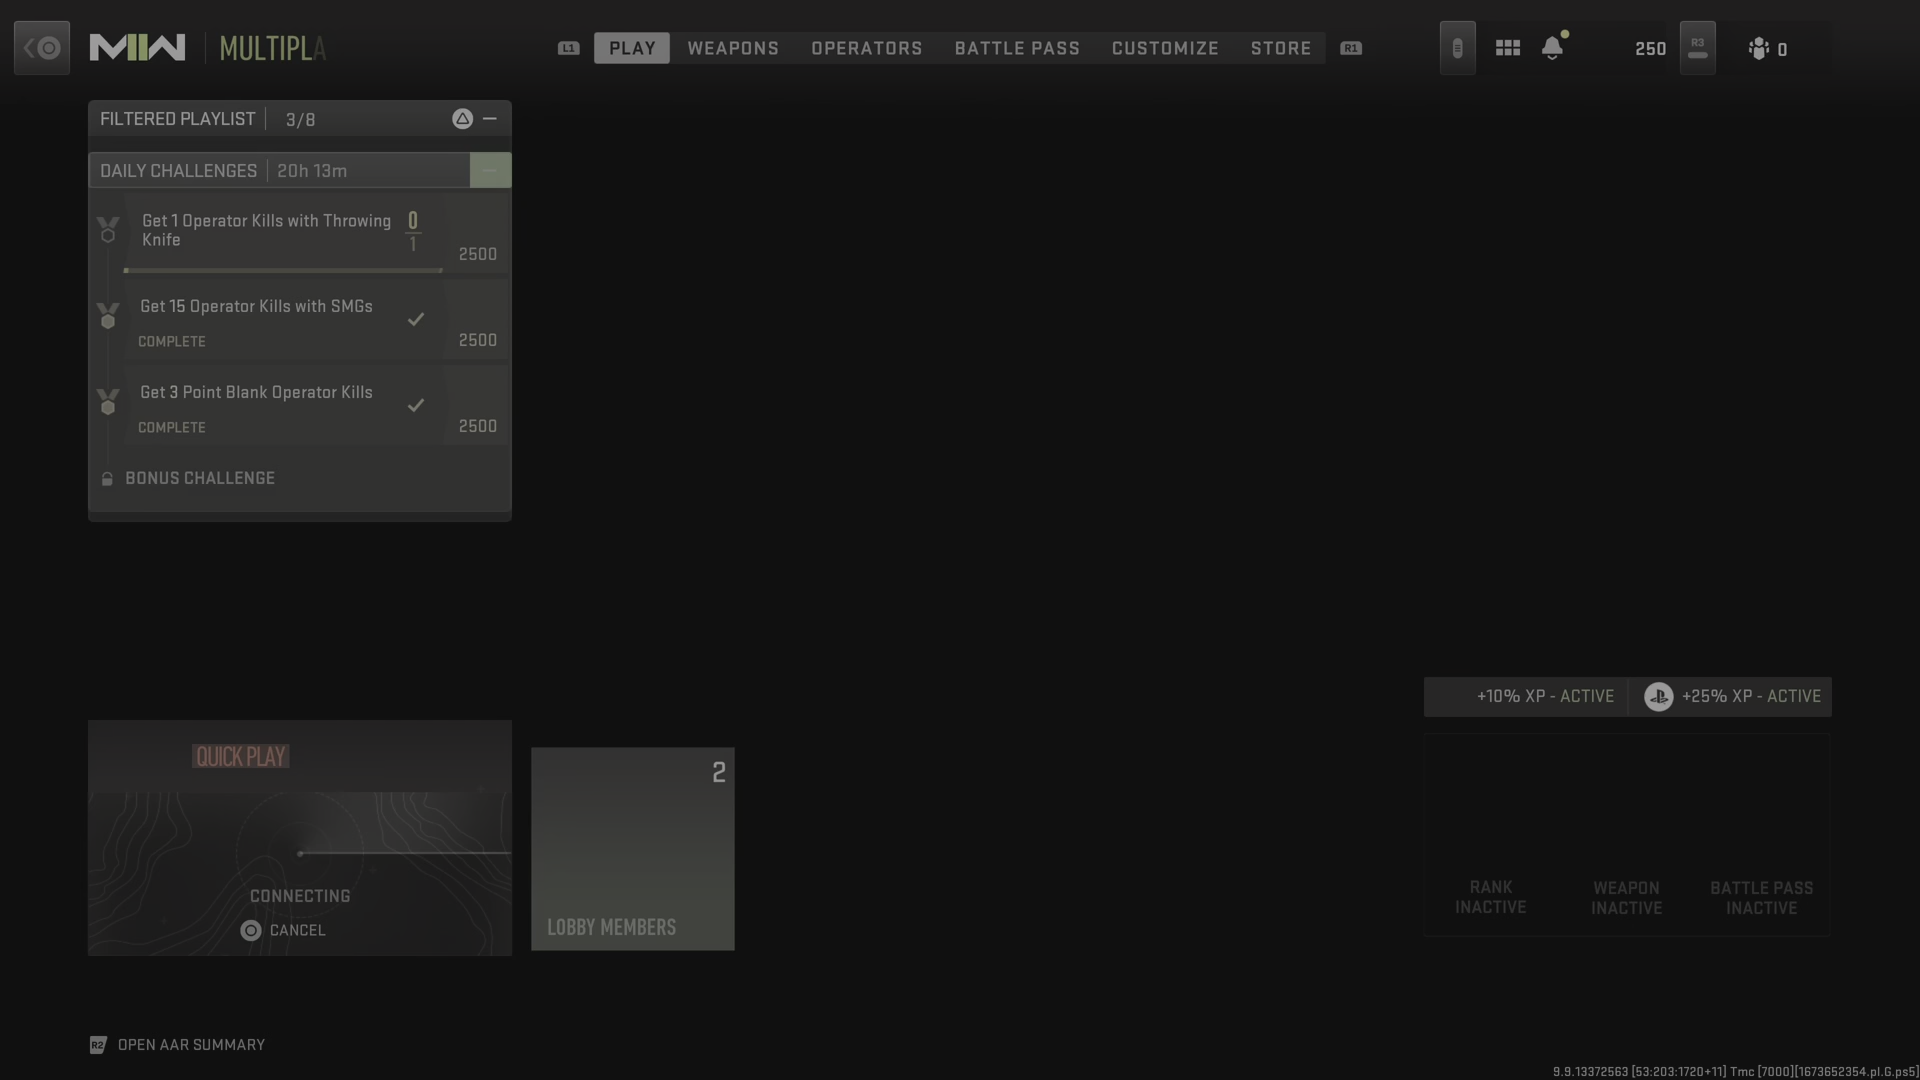 MWII MULTIPLA
L1 PLAY WEAPONS OPERATORS BATTLE PASS CUSTOMIZE STORE R1
250 R3 0
FILTERED PLAYLIST 3/8
DAILY CHALLENGES 20h 13m
Get 1 Operator Kills with Throwing
Knife
0
1
2500
Get 15 Operator Kills with SMGs
COMPLETE
2500
Get 3 Point Blank Operator Kills
COMPLETE
2500
BONUS CHALLENGE
+10% XP - ACTIVE +25% XP - ACTIVE
QUICK PLAY
CONNECTING
CANCEL
2
LOBBY MEMBERS
RANK
INACTIVE
WEAPON
INACTIVE
BATTLE PASS
INACTIVE
R2 OPEN AAR SUMMARY
9.9.13372563 [53:203:1720+11] Tmc [7000][1673652354.pl.G.ps5]